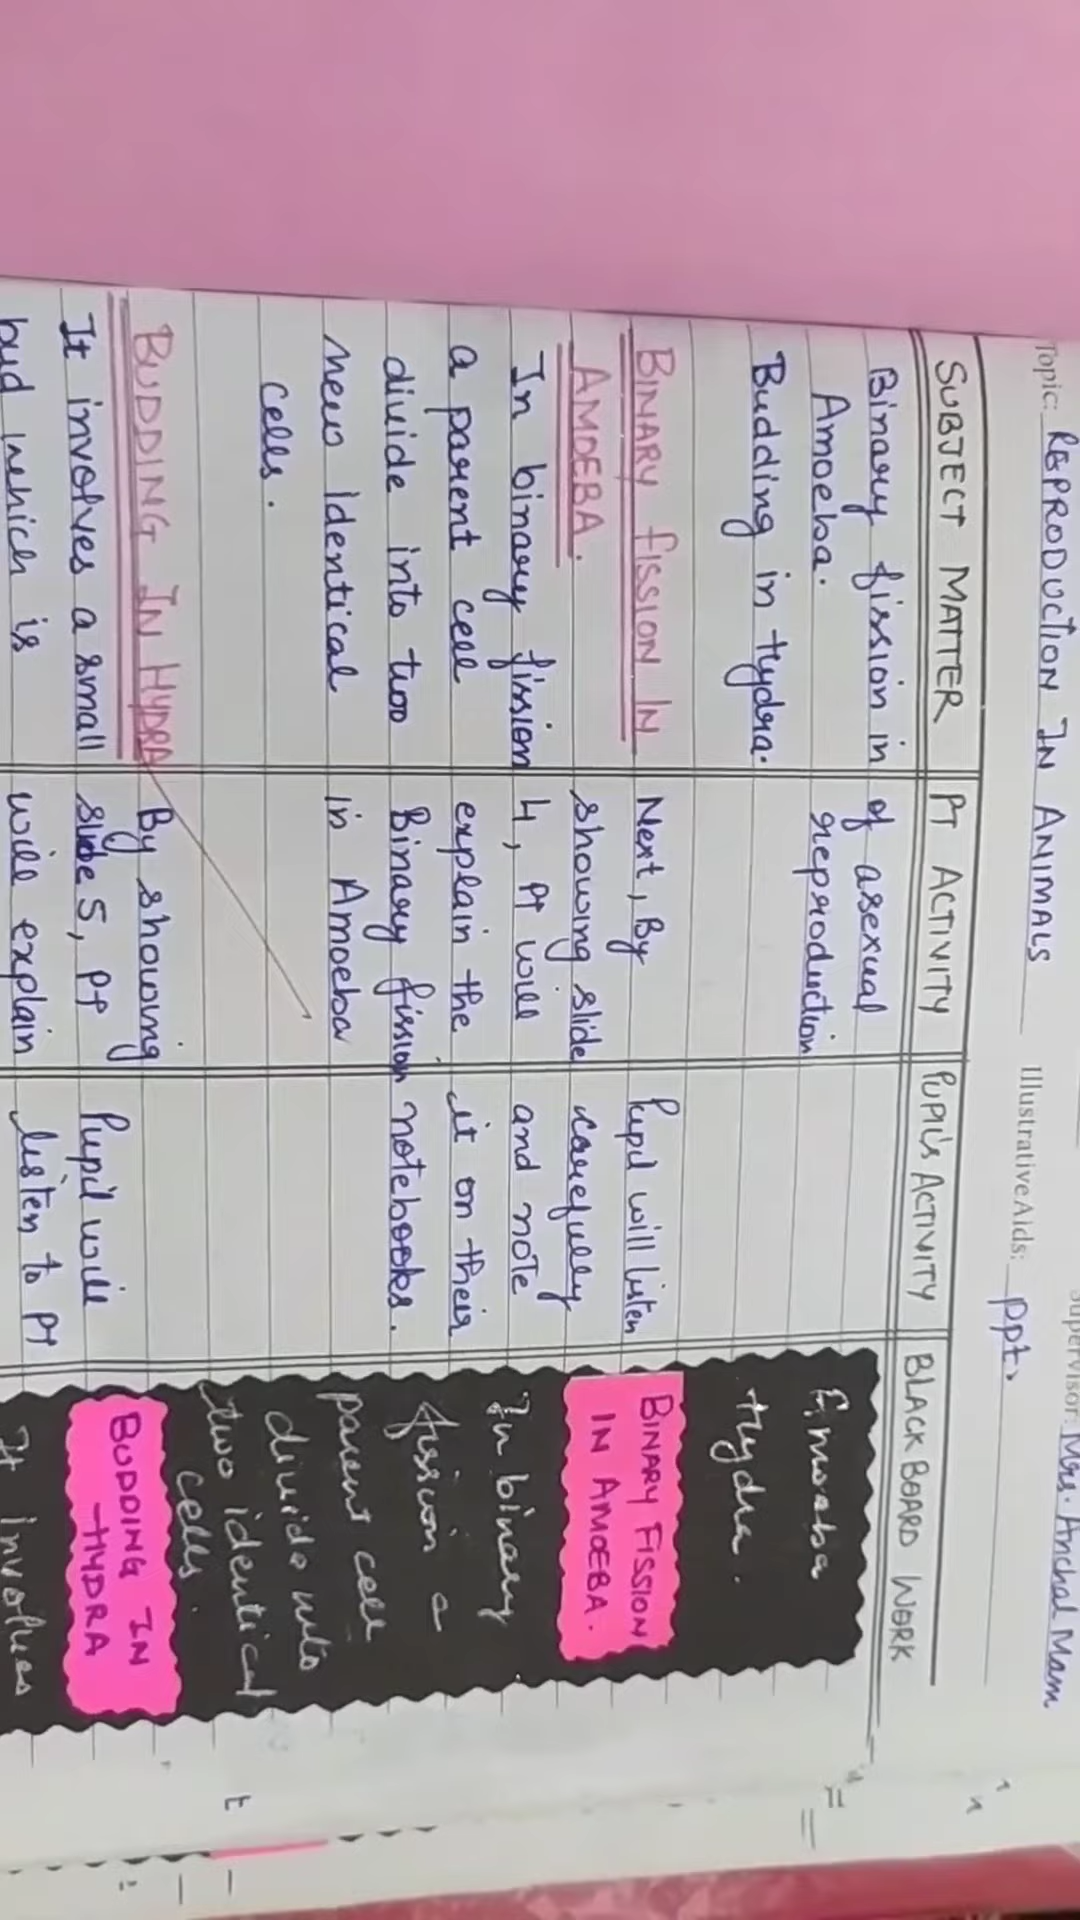 Supervisor: Mrs. Anchal Mam
Topic: REPRODUCTION IN ANIMALS IllustrativeAids: ppt
SUBJECT MATTER
Binary fission in
Amoeba.
Budding in Hydra.
BINARY FISSION IN
AMOEBA.
In binary fission
a parent cell
divide into two
new identical
cells.
BUDDING IN HYDRA
It involves a small
bud which is
PT ACTIVITY
of asexual
reproduction
Next, By
showing slide
4, PT will
explain the
Binary fission
in Amoeba
By showing
slide 5, PT
will explain
PUPIL'S ACTIVITY
Pupil will listen
carefully
and note
it on their
notebooks.
Pupil will
listen to PT
BLACK BOARD WORK
Amoeba
Hydra.
BINARY FISSION
IN AMOEBA.
In binary
fission a
parent cell
divide into
two identical
cells.
BUDDING IN
HYDRA
It involves